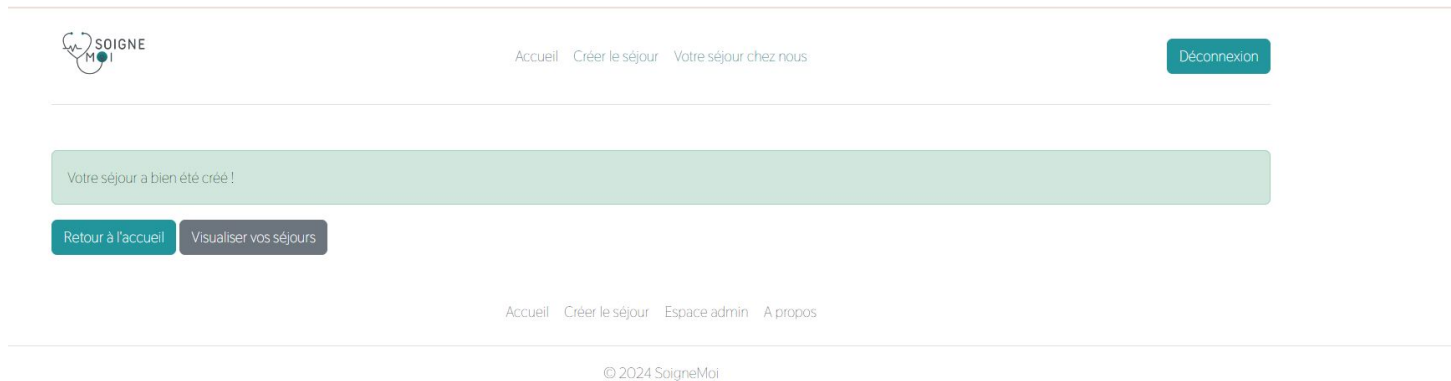 SOIGNE
MOI
Accueil Créer le séjour Votre séjour chez nous
Déconnexion
Votre séjour a bien été créé !
Retour à l'accueil Visualiser vos séjours
Accueil Créer le séjour Espace admin A propos
© 2024 SoigneMoi